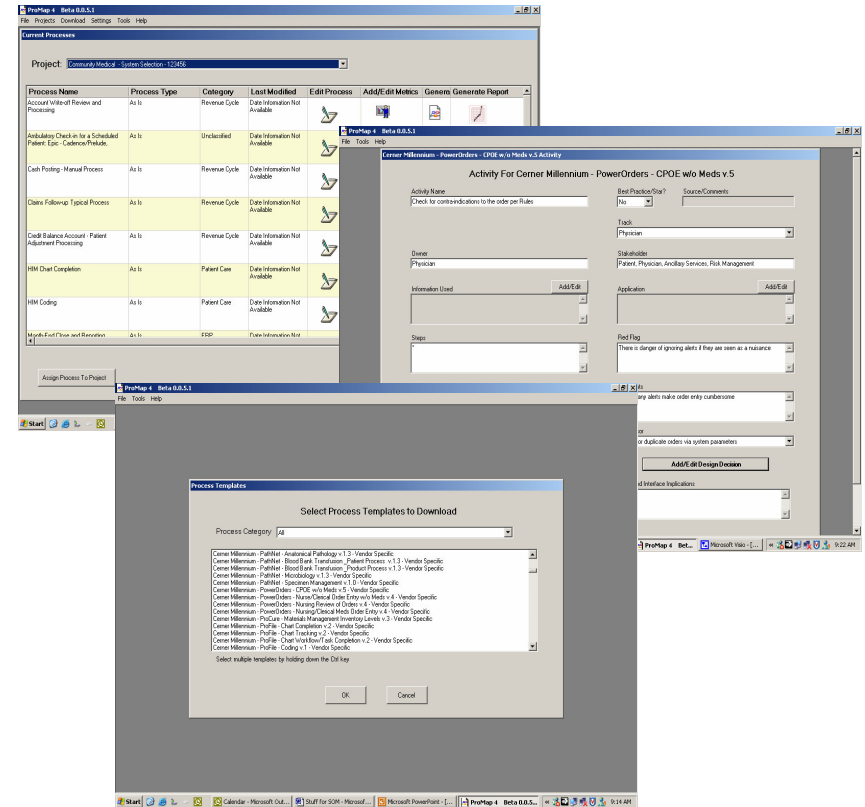 ProMap 4 Beta 0.0.5.1
File Projects Download Settings Tools Help
Current Processes
Project: Community Medical - System Selection - 123456
Process Name Process Type Category Last Modified Edit Process Add/Edit Metrics Genera Generate Report
Account Write-off Review and As Is Revenue Cycle Date Information Not
Processing Available
Ambulatory Check-in for a Scheduled As Is Unclassified Date Information Not
Patient: Epic - Cadence/Prelude, Available
Cash Posting - Manual Process As Is Revenue Cycle Date Information Not
Available
Claims Follow-up Typical Process As Is Revenue Cycle Date Information Not
Available
Credit Balance Account - Patient As Is Revenue Cycle Date Information Not
Adjustment Processing Available
HIM Chart Completion As Is Patient Care Date Information Not
Available
HIM Coding As Is Patient Care Date Information Not
Available
Month-End Close and Reporting As Is ERP Date Information Not
Assign Process To Project
Start
ProMap 4 Beta 0.0.5.1
File Tools Help
Cerner Millennium - PowerOrders - CPOE w/o Meds v.5 Activity
Activity For Cerner Millennium - PowerOrders - CPOE w/o Meds v.5
Activity Name Best Practice/Star? Source/Comments
Check for contra-indications to the order per Rules No
Track
Physician
Owner Stakeholder
Physician Patient, Physician, Ancillary Services, Risk Management
Information Used Add/Edit Application Add/Edit
Steps Red Flag
* There is danger of ignoring alerts if they are seen as a nuisance
any alerts make order entry cumbersome
or duplicate orders via system parameters
Add/Edit Design Decision
d Interface Implications
ProMap 4 Bet... Microsoft Visio - [... « 9:22 AM
ProMap 4 Beta 0.0.5.1
File Tools Help
Process Templates
Select Process Templates to Download
Process Category All
Cerner Millennium - PathNet - Anatomical Pathology v.1.3 - Vendor Specific
Cerner Millennium - PathNet - Blood Bank Transfusion _Patient Process v.1.3 - Vendor Specific
Cerner Millennium - PathNet - Blood Bank Transfusion _Product Process v.1.3 - Vendor Specific
Cerner Millennium - PathNet - Microbiology v.1.3 - Vendor Specific
Cerner Millennium - PathNet - Specimen Management v.1.0 - Vendor Specific
Cerner Millennium - PowerOrders - CPOE w/o Meds v.5 - Vendor Specific
Cerner Millennium - PowerOrders - Nurse/Clerical Order Entry w/o Meds v.4 - Vendor Specific
Cerner Millennium - PowerOrders - Nursing Review of Orders v.4 - Vendor Specific
Cerner Millennium - PowerOrders - Nursing/Clerical Meds Order Entry v.4 - Vendor Specific
Cerner Millennium - ProCure - Materials Management Inventory Levels v.3 - Vendor Specific
Cerner Millennium - ProFile - Chart Completion v.2 - Vendor Specific
Cerner Millennium - ProFile - Chart Tracking v.2 - Vendor Specific
Cerner Millennium - ProFile - Chart Workflow/Task Completion v.2 - Vendor Specific
Cerner Millennium - ProFile - Coding v.1 - Vendor Specific
Select multiple templates by holding down the Ctrl key
OK Cancel
Start Calendar - Microsoft Out... Stuff for SOM - Microsof... Microsoft PowerPoint - [... ProMap 4 Beta 0.0.5... « 9:14 AM